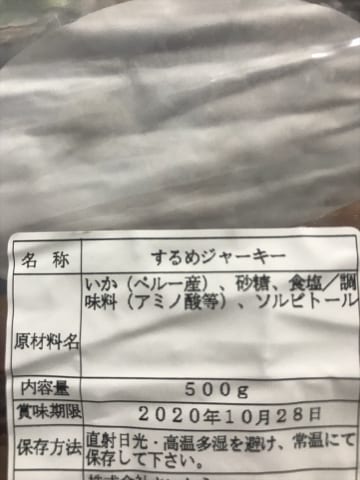 名称 するめジャーキー
いか（ペルー産）、砂糖、食塩／調
味料（アミノ酸等）、ソルビトール
原材料名
内容量 500g
賞味期限 2020年10月28日
保存方法 直射日光・高温多湿を避け、常温にて
保存して下さい。